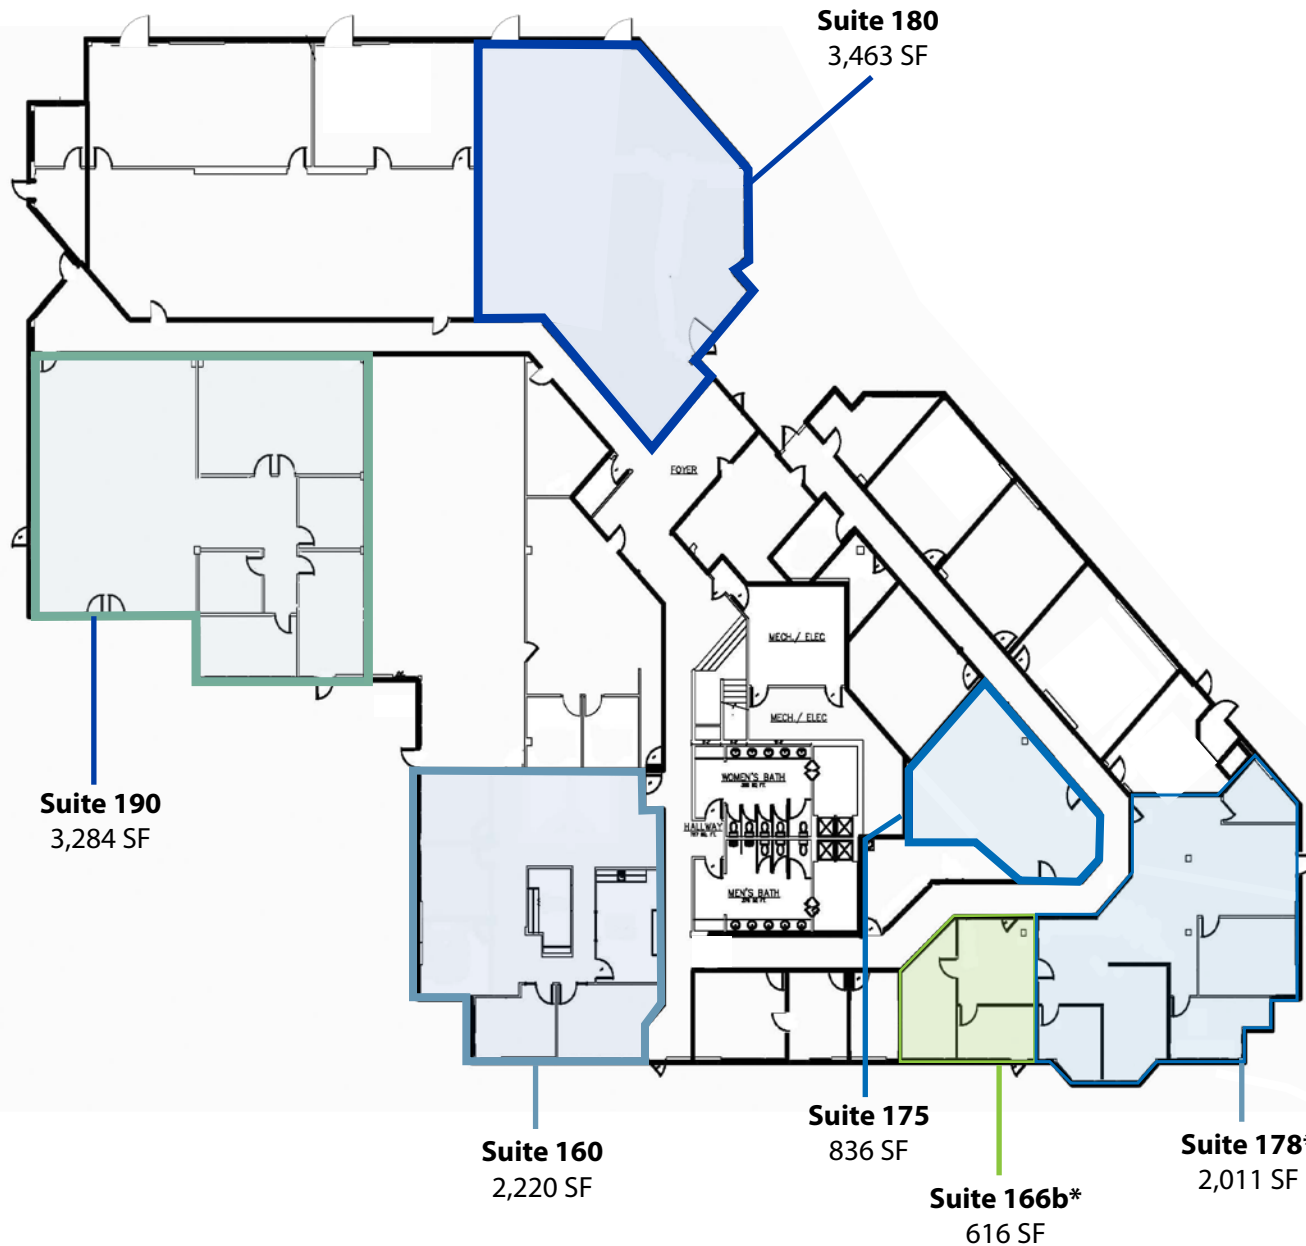 Suite 180
3,463 SF
FOYER
MECH./ ELEC
MECH./ ELEC
WOMEN'S BATH
HALLWAY
MEN'S BATH
Suite 190
3,284 SF
Suite 175
836 SF
Suite 160
2,220 SF
Suite 178*
2,011 SF
Suite 166b*
616 SF